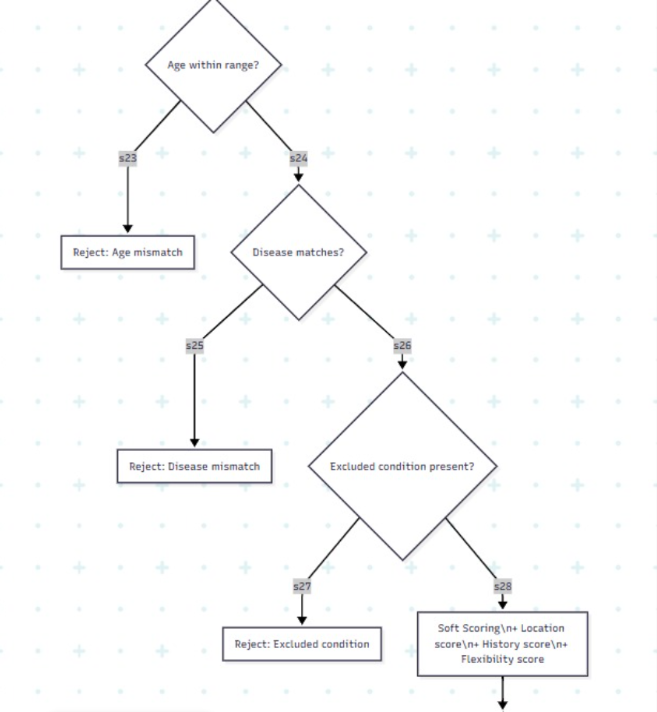 Age within range?
s23
s24
Reject: Age mismatch
Disease matches?
s25
s26
Reject: Disease mismatch
Excluded condition present?
s27
s28
Reject: Excluded condition
Soft Scoring\n+ Location
score\n+ History score\n+
Flexibility score